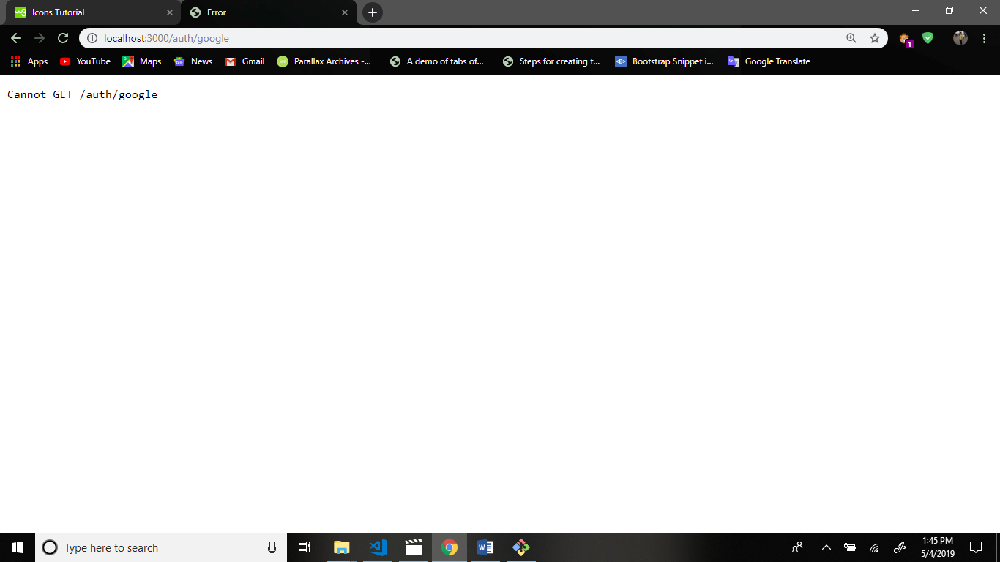 Icons Tutorial
Error
localhost:3000/auth/google
1
Apps
YouTube
Maps
News
Gmail
Parallax Archives -...
A demo of tabs of...
Steps for creating t...
Bootstrap Snippet i...
Google Translate
Cannot GET /auth/google
Type here to search
1:45 PM
5/4/2019